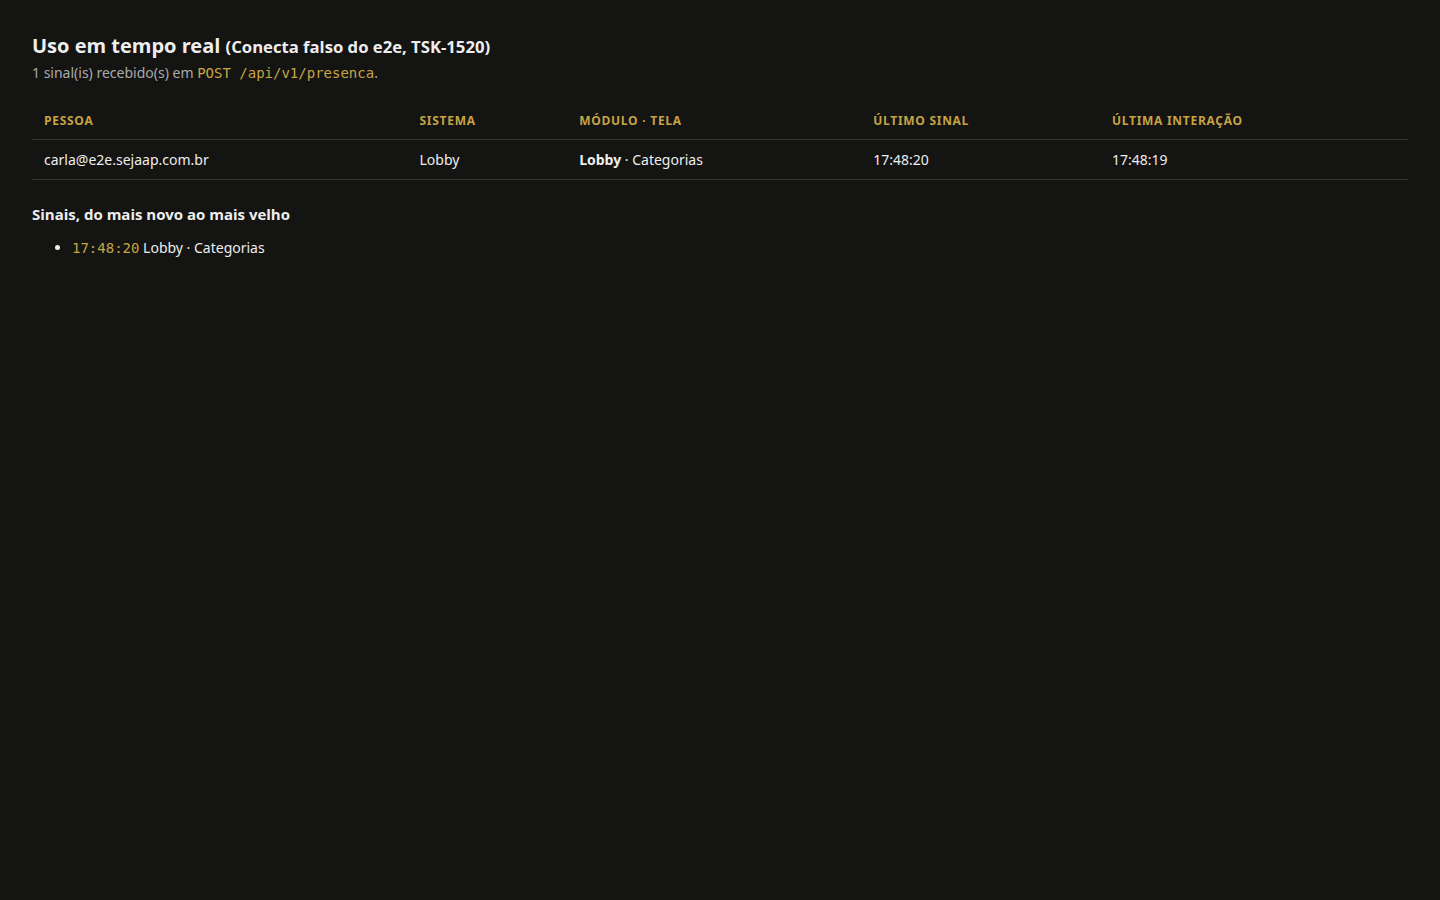 Uso em tempo real (Conecta falso do e2e, TSK-1520)
1 sinal(is) recebido(s) em POST /api/v1/presenca.
PESSOA SISTEMA MÓDULO · TELA ÚLTIMO SINAL ÚLTIMA INTERAÇÃO
carla@e2e.sejaap.com.br Lobby Lobby · Categorias 17:48:20 17:48:19
Sinais, do mais novo ao mais velho
• 17:48:20 Lobby · Categorias